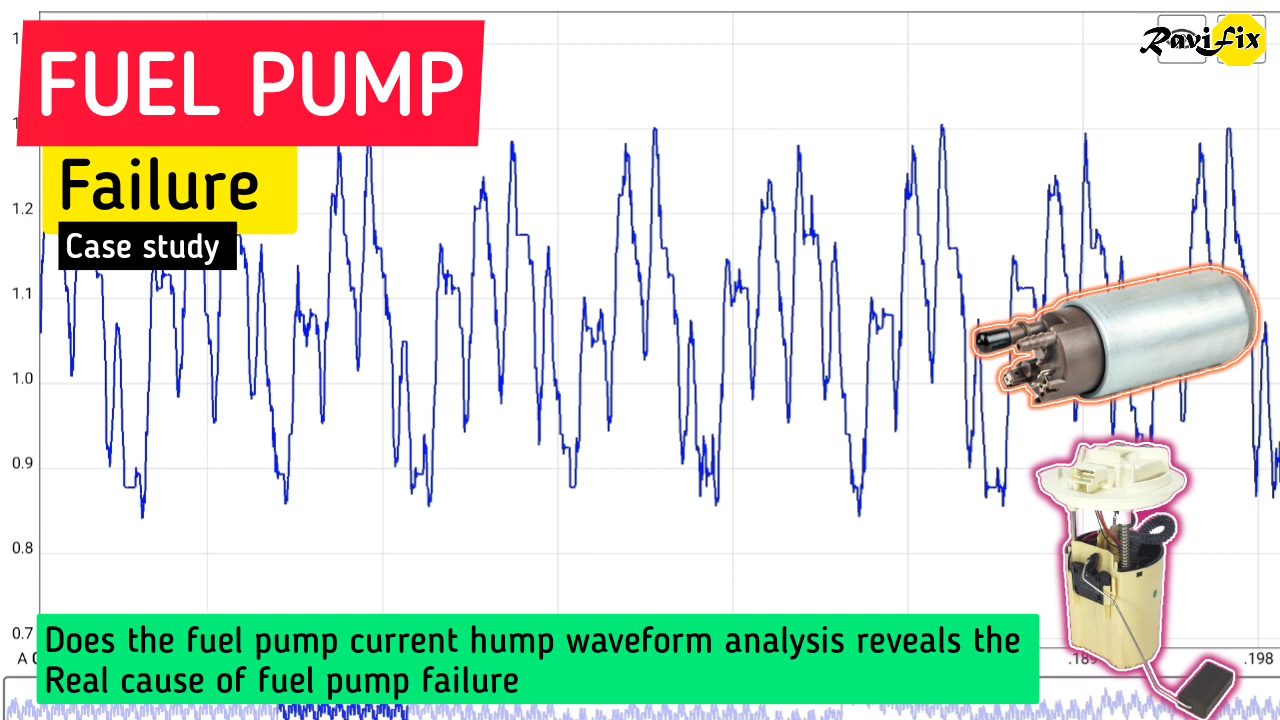 FUEL PUMP
RaviFix
Failure
Case study
1.2
1.1
1.0
0.9
0.8
0.7
Does the fuel pump current hump waveform analysis reveals the
Real cause of fuel pump failure
.189
.198